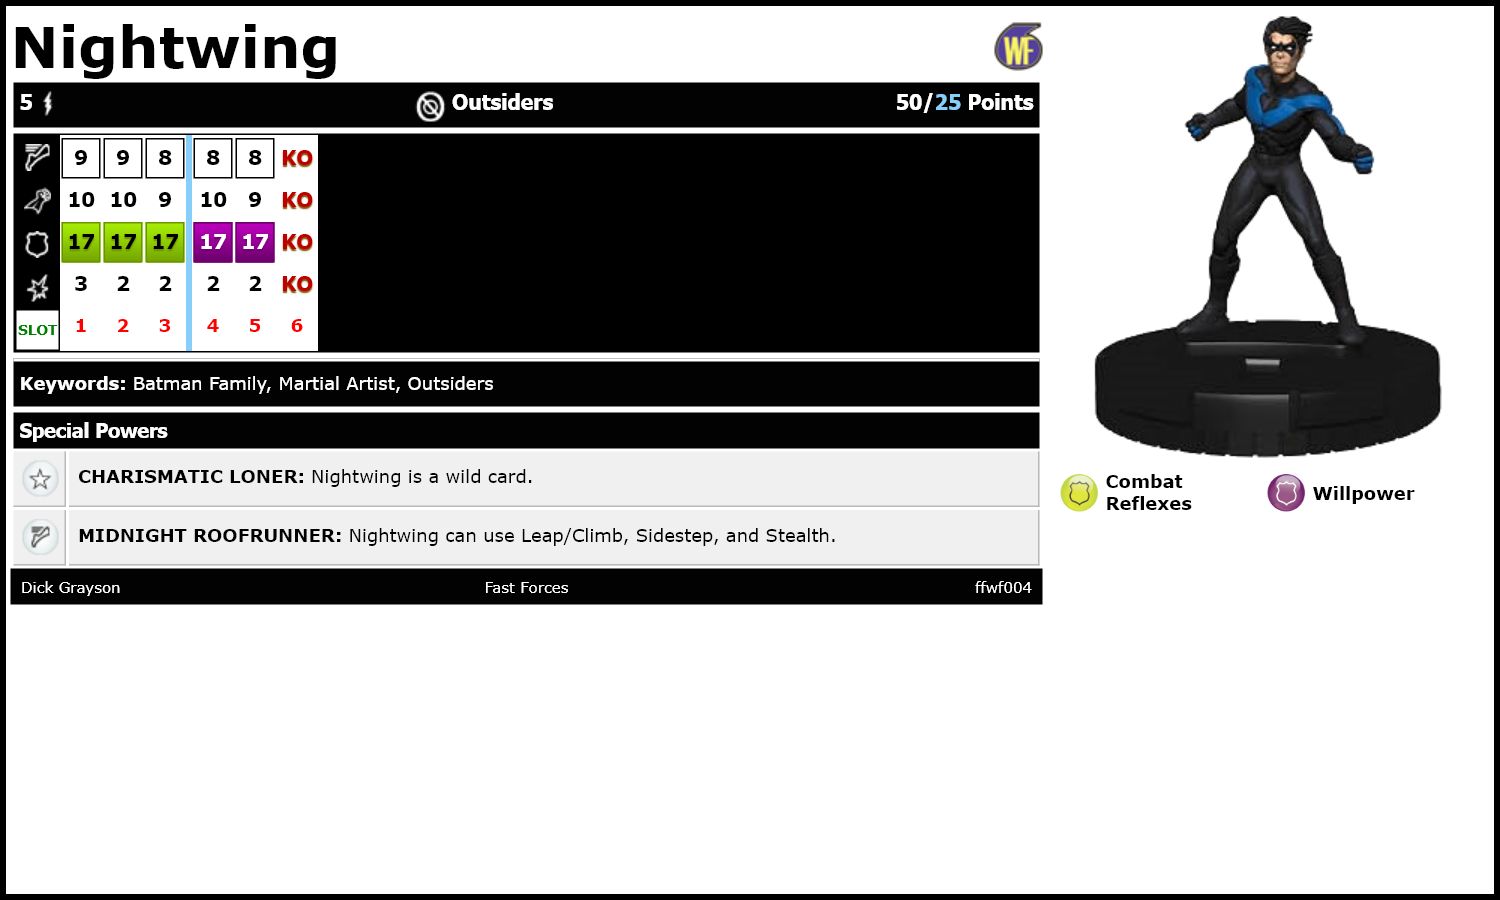 Nightwing
WF
5 Outsiders 50/25 Points
9 9 8 8 8 KO
10 10 9 10 9 KO
17 17 17 17 17 KO
3 2 2 2 2 KO
SLOT 1 2 3 4 5 6
Keywords: Batman Family, Martial Artist, Outsiders
Special Powers
CHARISMATIC LONER: Nightwing is a wild card.
MIDNIGHT ROOFRUNNER: Nightwing can use Leap/Climb, Sidestep, and Stealth.
Dick Grayson Fast Forces ffwf004
Combat
Reflexes
Willpower